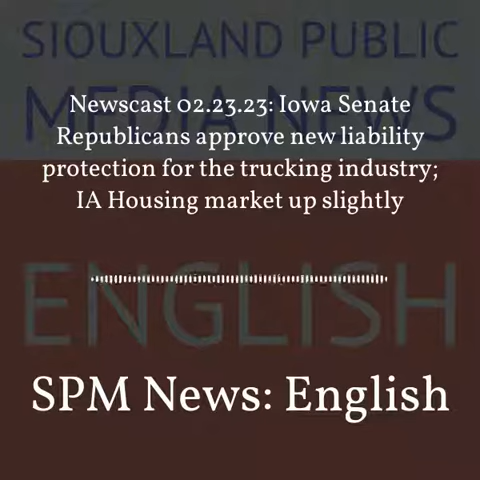 SIOUXLAND PUBLIC
MEDIA NEWS
Newscast 02.23.23: Iowa Senate
Republicans approve new liability
protection for the trucking industry;
IA Housing market up slightly
ENGLISH
SPM News: English